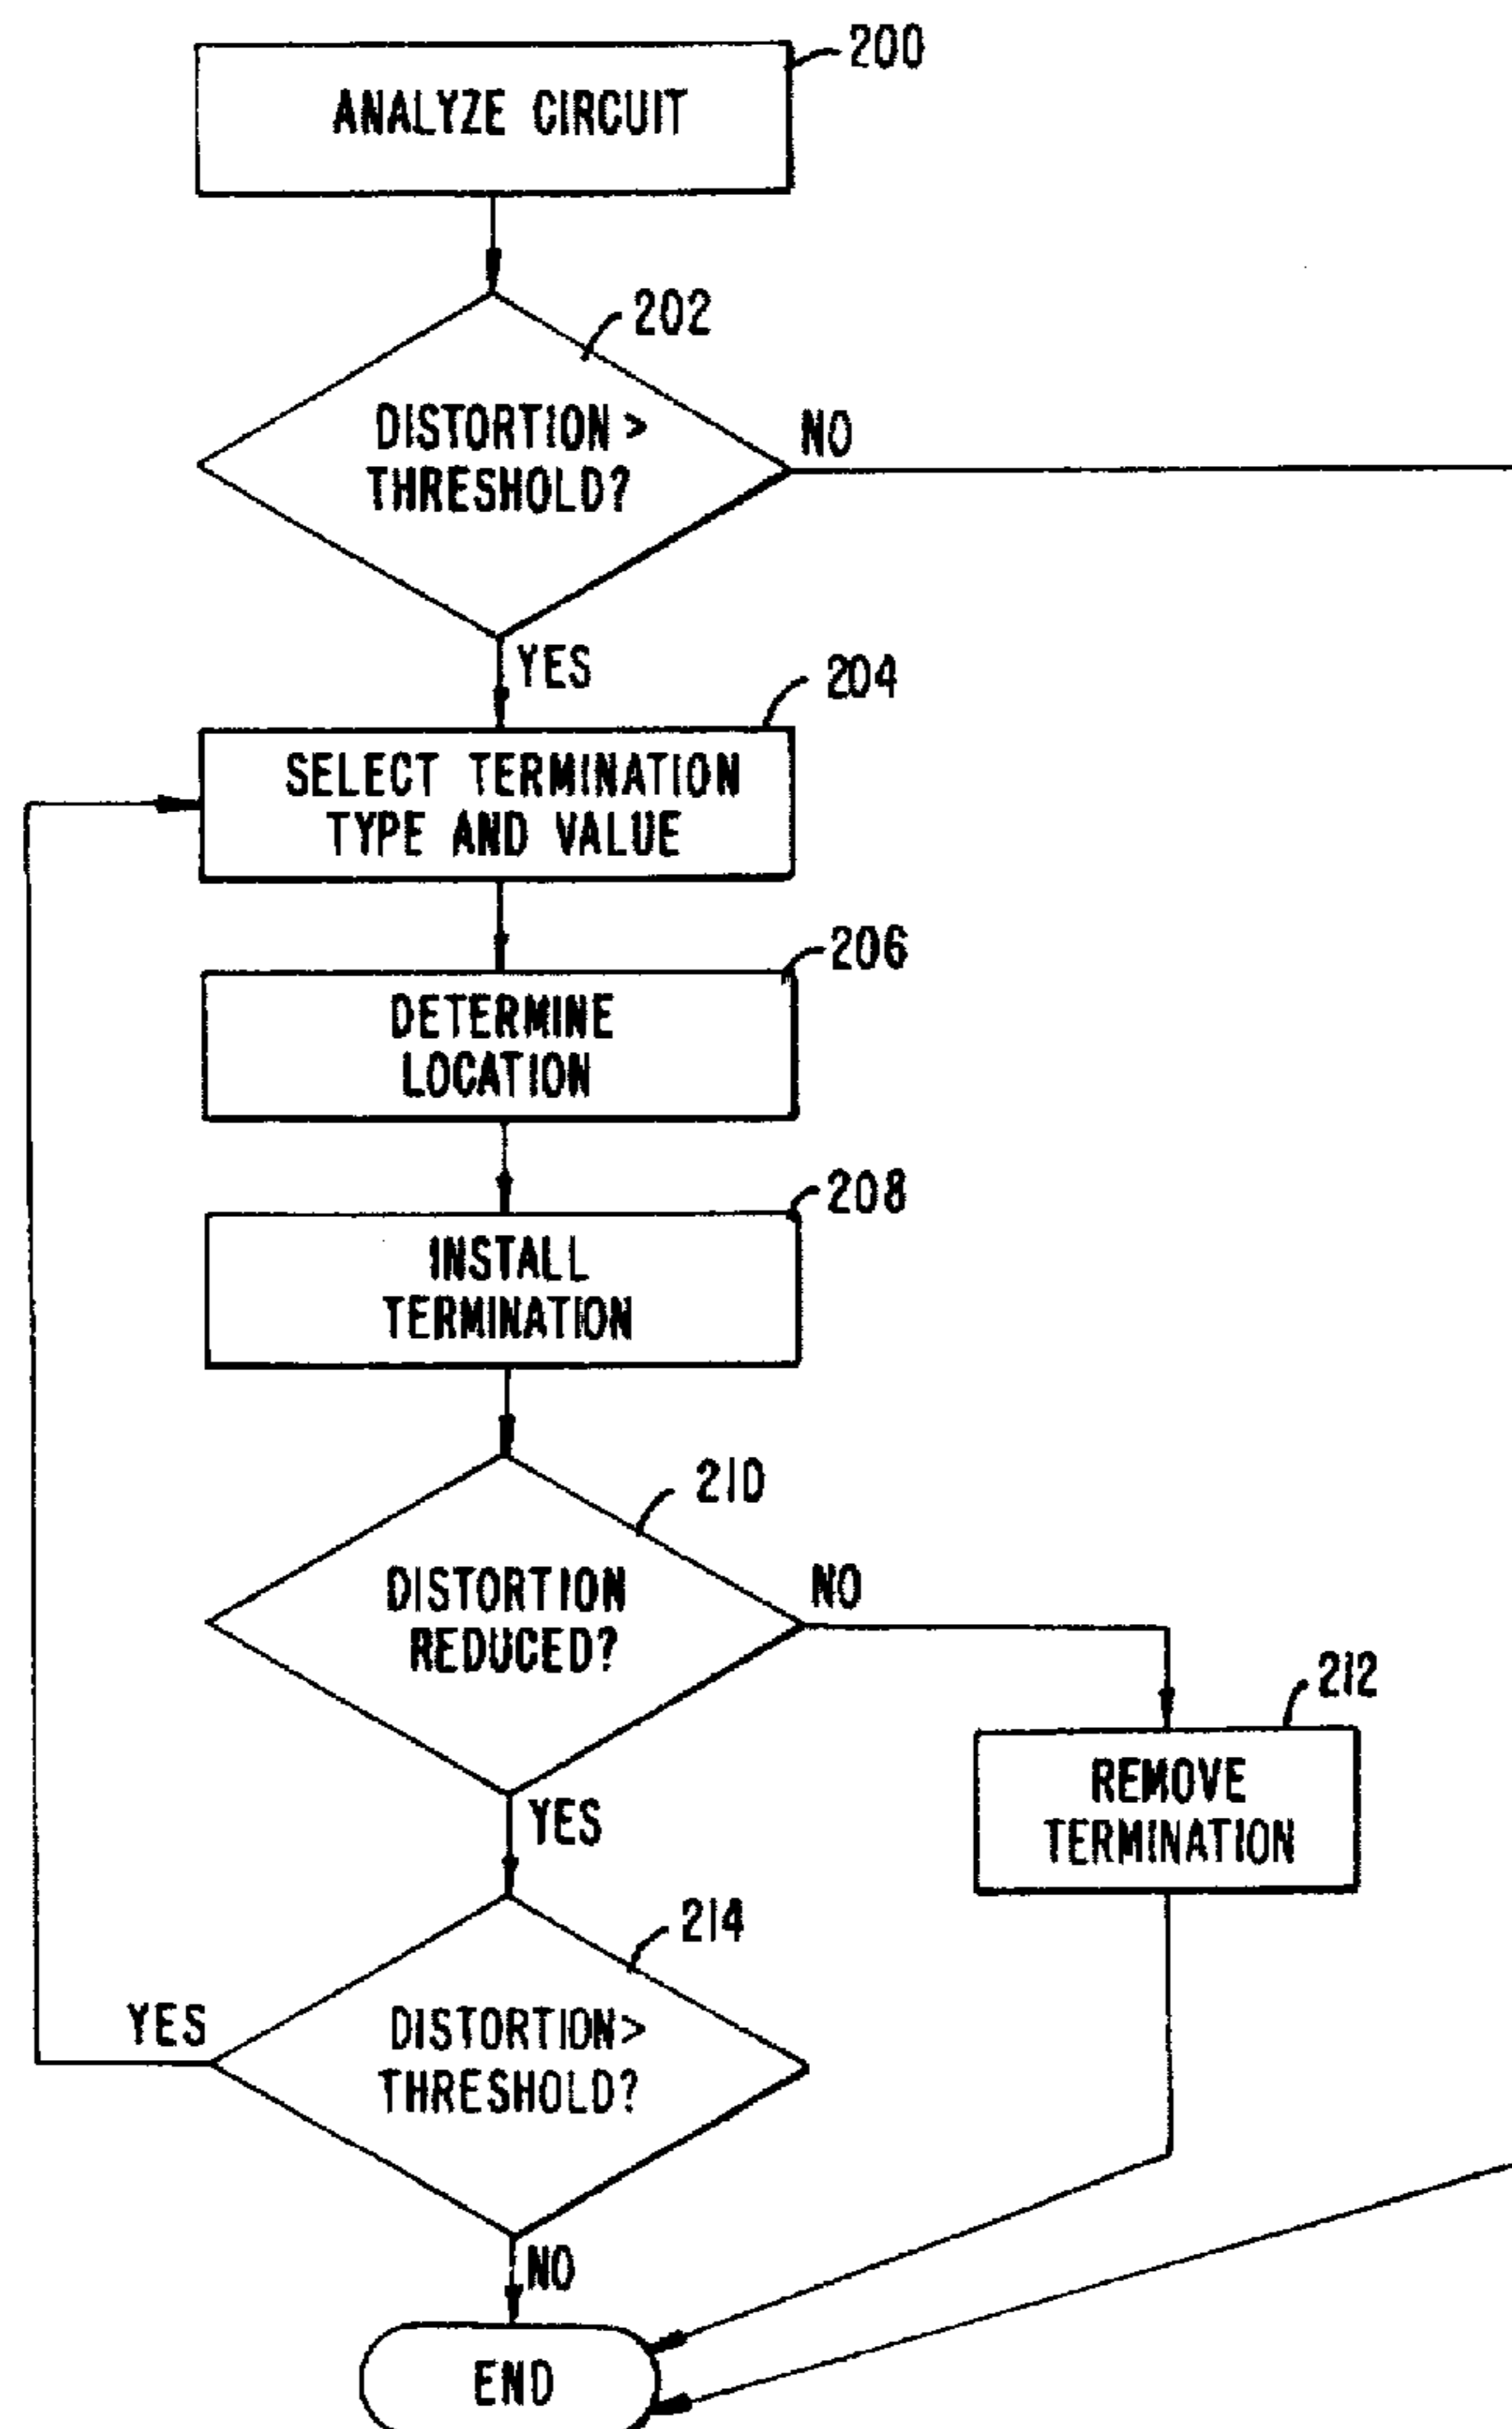 200
ANALYZE CIRCUIT
202
DISTORTION >
THRESHOLD?
NO
YES
204
SELECT TERMINATION
TYPE AND VALUE
206
DETERMINE
LOCATION
208
INSTALL
TERMINATION
210
DISTORTION
REDUCED?
NO
212
REMOVE
TERMINATION
YES
214
DISTORTION>
THRESHOLD?
YES
NO
END